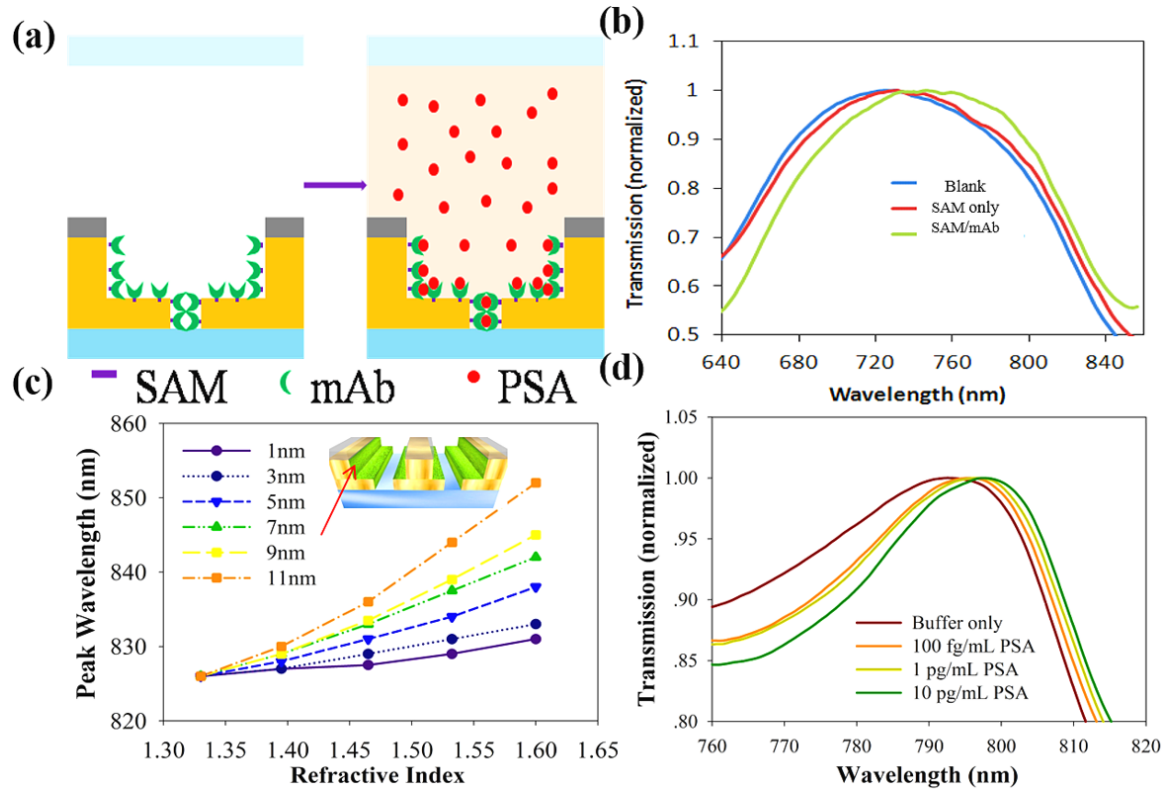 (a)
SAM mAb PSA
(b)
1.1
1
0.9
0.8
0.7
0.6
0.5
Transmission (normalized)
Blank
SAM only
SAM/mAb
640 680 720 760 800 840
Wavelength (nm)
(c)
860
850
840
830
820
Peak Wavelength (nm)
1nm
3nm
5nm
7nm
9nm
11nm
1.30 1.35 1.40 1.45 1.50 1.55 1.60 1.65
Refractive Index
(d)
1.05
1.00
.95
.90
.85
.80
Transmission (normalized)
Buffer only
100 fg/mL PSA
1 pg/mL PSA
10 pg/mL PSA
760 770 780 790 800 810 820
Wavelength (nm)